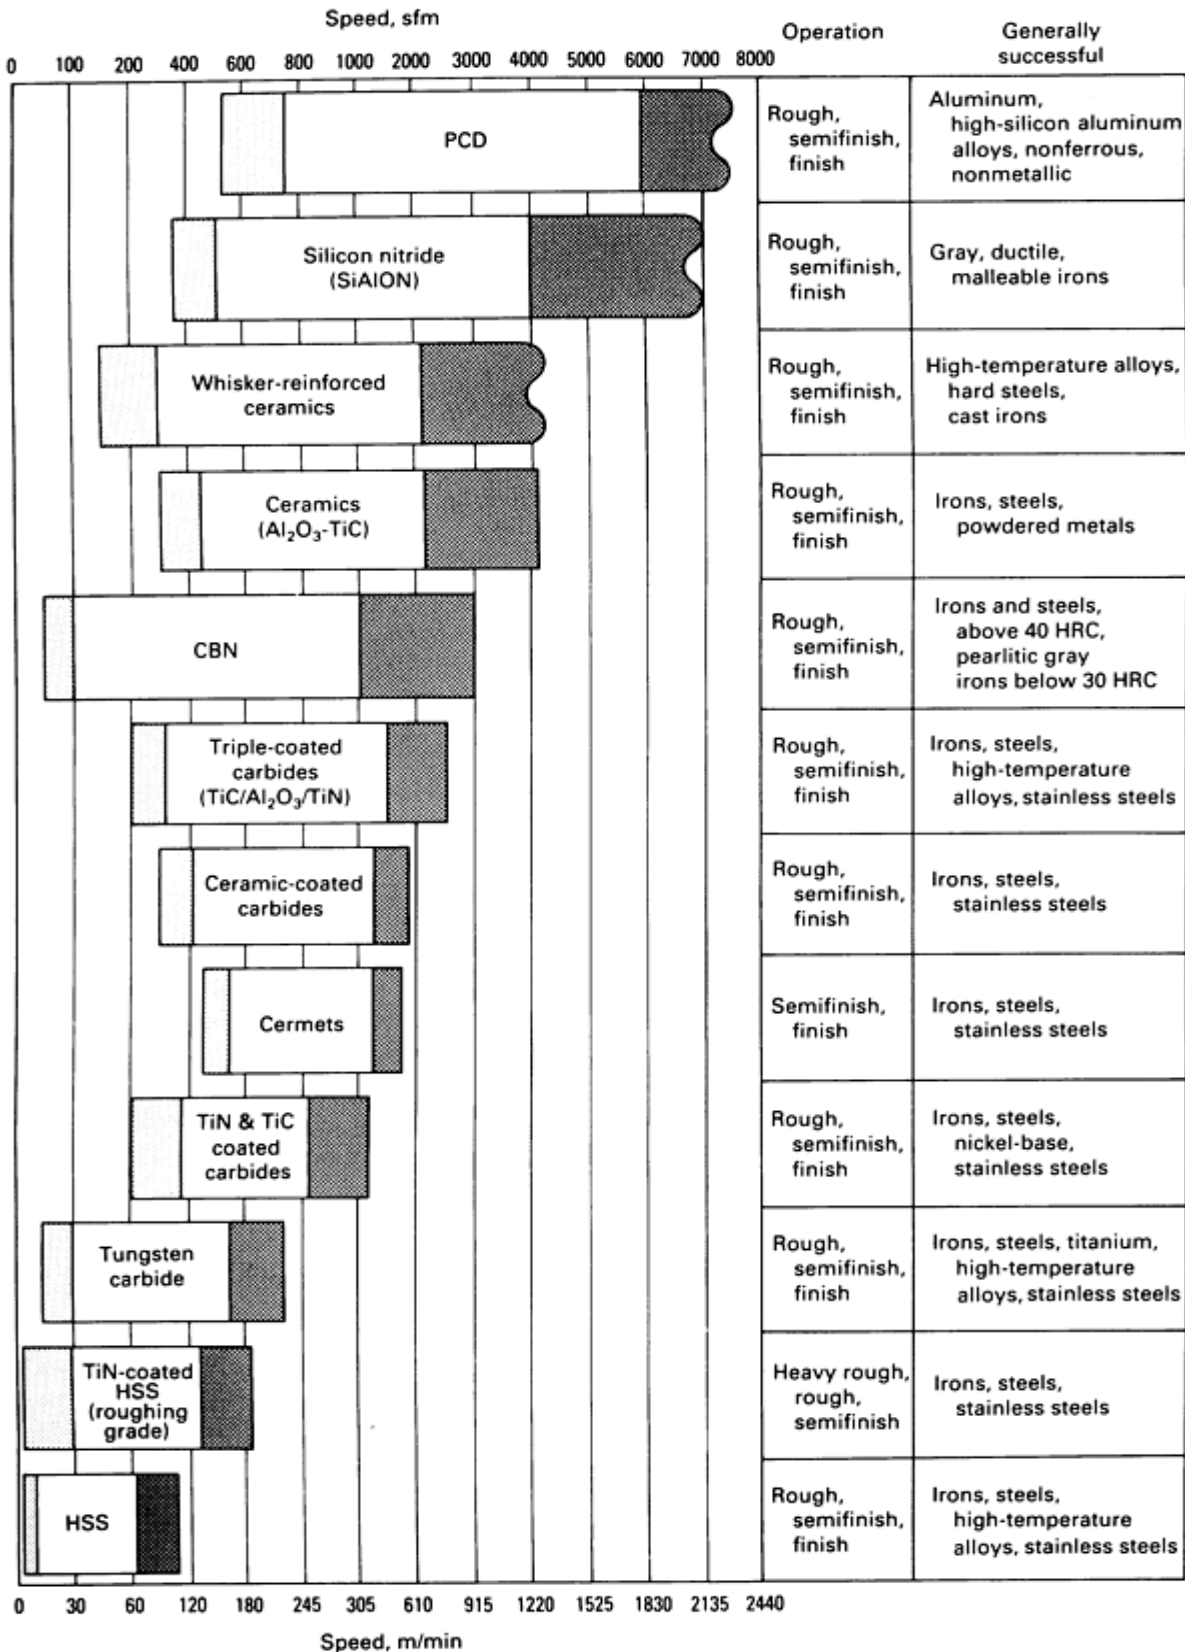 Speed, sfm
Operation
Generally
successful
0 100 200 400 600 800 1000 2000 3000 4000 5000 6000 7000 8000
PCD
Rough,
semifinish,
finish
Aluminum,
high-silicon aluminum
alloys, nonferrous,
nonmetallic
Silicon nitride
(SiAlON)
Rough,
semifinish,
finish
Gray, ductile,
malleable irons
Whisker-reinforced
ceramics
Rough,
semifinish,
finish
High-temperature alloys,
hard steels,
cast irons
Ceramics
(Al₂O₃-TiC)
Rough,
semifinish,
finish
Irons, steels,
powdered metals
CBN
Rough,
semifinish,
finish
Irons and steels,
above 40 HRC,
pearlitic gray
irons below 30 HRC
Triple-coated
carbides
(TiC/Al₂O₃/TiN)
Rough,
semifinish,
finish
Irons, steels,
high-temperature
alloys, stainless steels
Ceramic-coated
carbides
Rough,
semifinish,
finish
Irons, steels,
stainless steels
Cermets
Semifinish,
finish
Irons, steels,
stainless steels
TiN & TiC
coated
carbides
Rough,
semifinish,
finish
Irons, steels,
nickel-base,
stainless steels
Tungsten
carbide
Rough,
semifinish,
finish
Irons, steels, titanium,
high-temperature
alloys, stainless steels
TiN-coated
HSS
(roughing
grade)
Heavy rough,
rough,
semifinish
Irons, steels,
stainless steels
HSS
Rough,
semifinish,
finish
Irons, steels,
high-temperature
alloys, stainless steels
0 30 60 120 180 245 305 610 915 1220 1525 1830 2135 2440
Speed, m/min